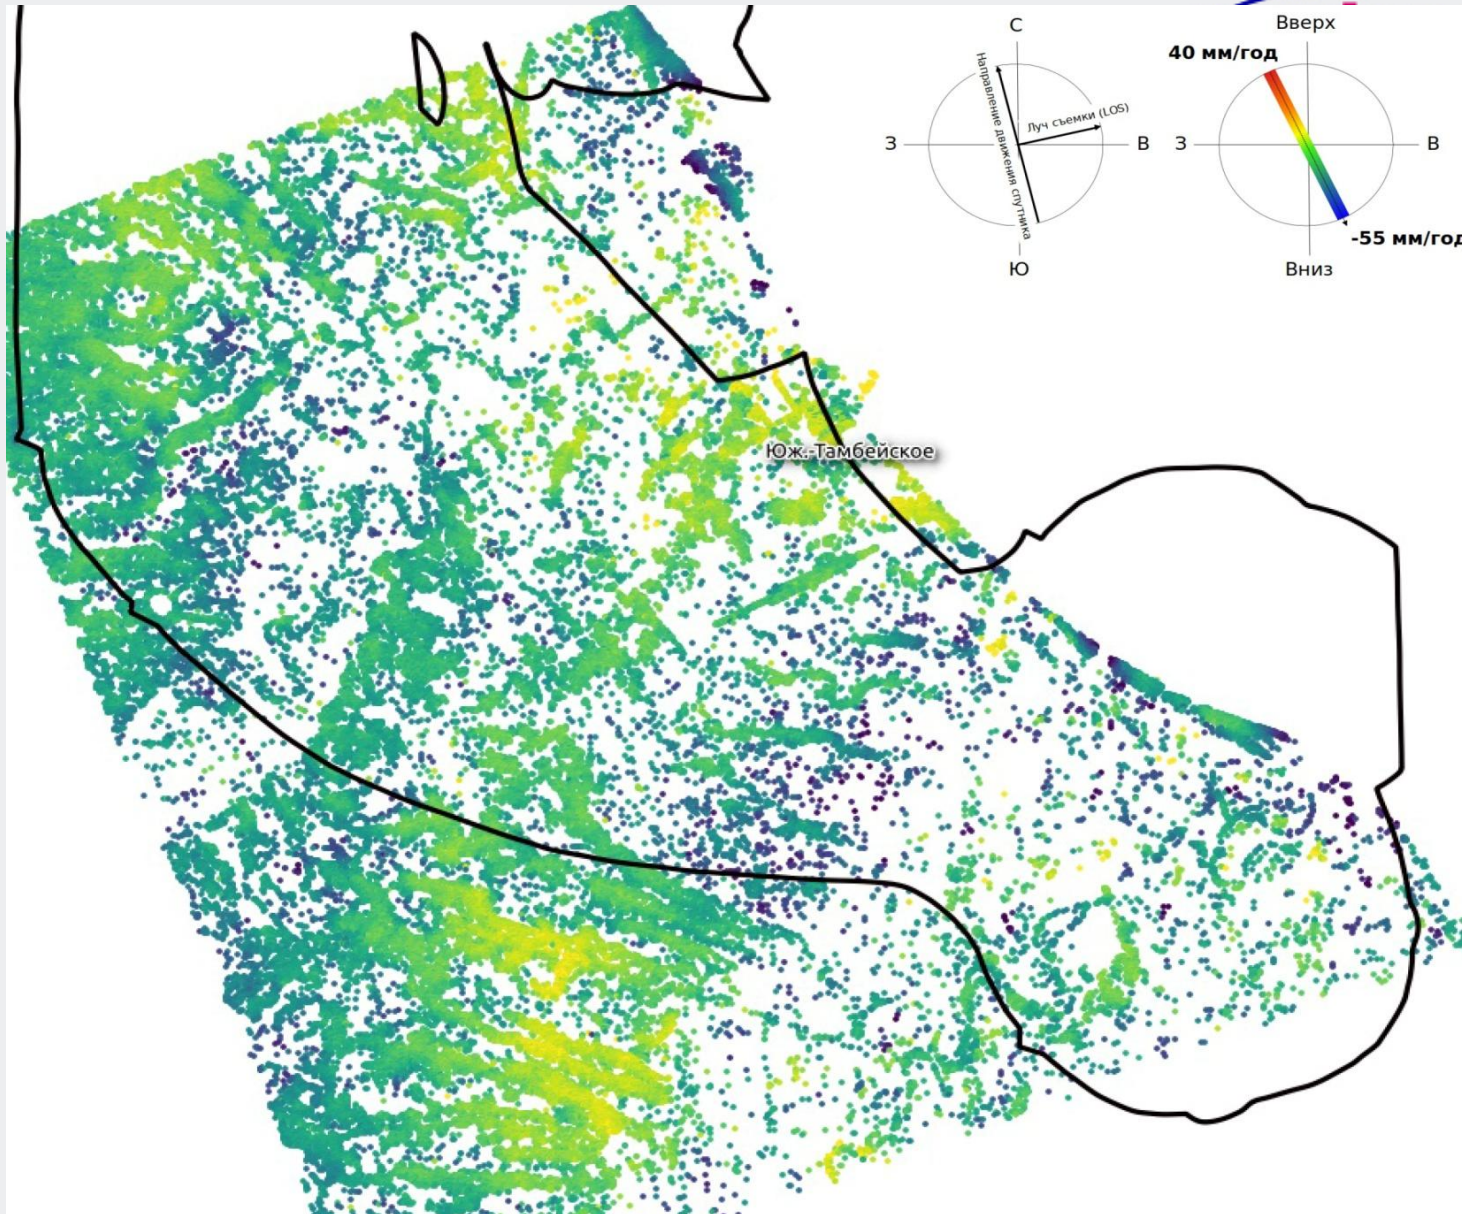 С
Направление движения спутника
Луч съемки (LOS)
З
В
Ю
Вверх
40 мм/год
З
В
-55 мм/год
Вниз
Юж.-Тамбейское